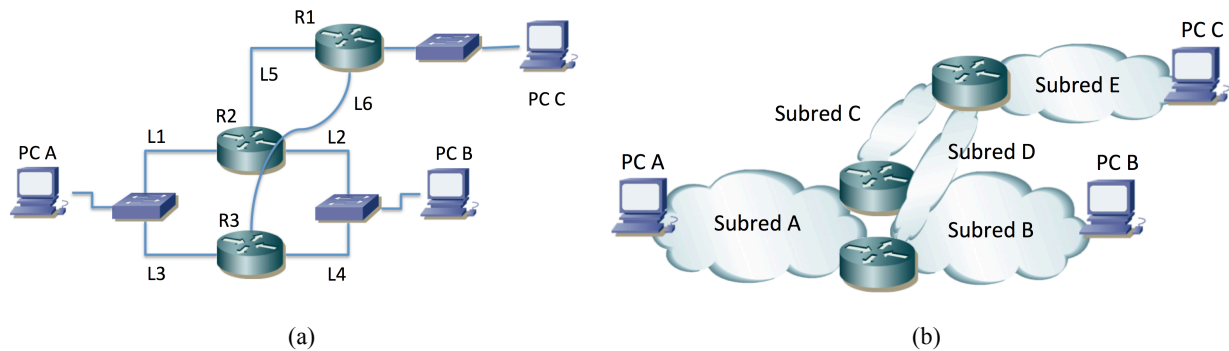 R1
PC C
L5
L6
R2
L1
L2
PC A
PC B
R3
L3
L4
(a)
PC C
Subred E
Subred C
Subred D
PC A
PC B
Subred A
Subred B
(b)